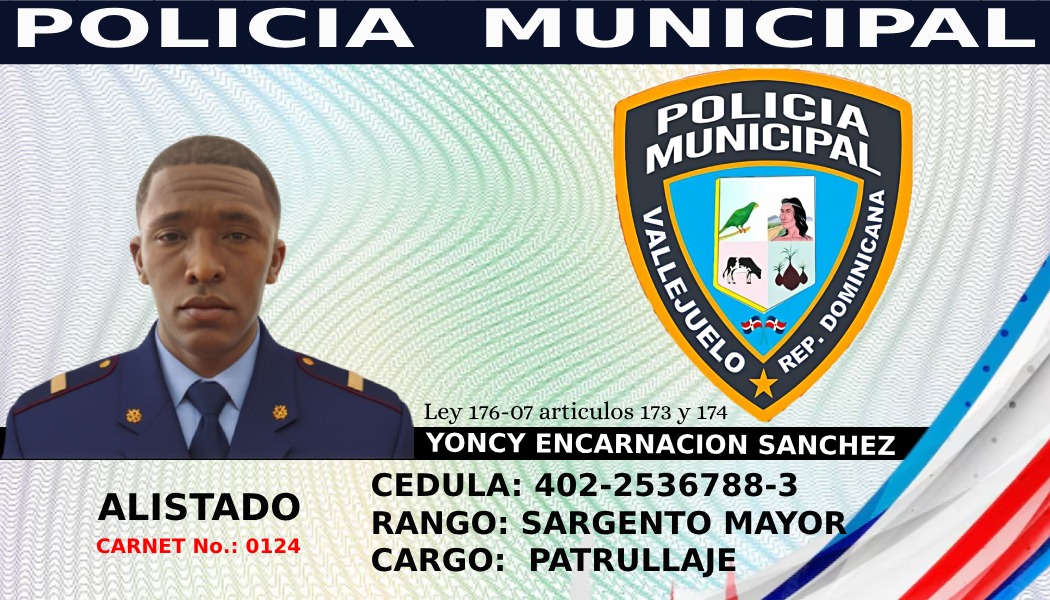 POLICIA MUNICIPAL
POLICIA
MUNICIPAL
VALLEJUELO
REP. DOMINICANA
Ley 176-07 articulos 173 y 174
YONCY ENCARNACION SANCHEZ
CEDULA: 402-2536788-3
ALISTADO
RANGO: SARGENTO MAYOR
CARNET No.: 0124
CARGO: PATRULLAJE